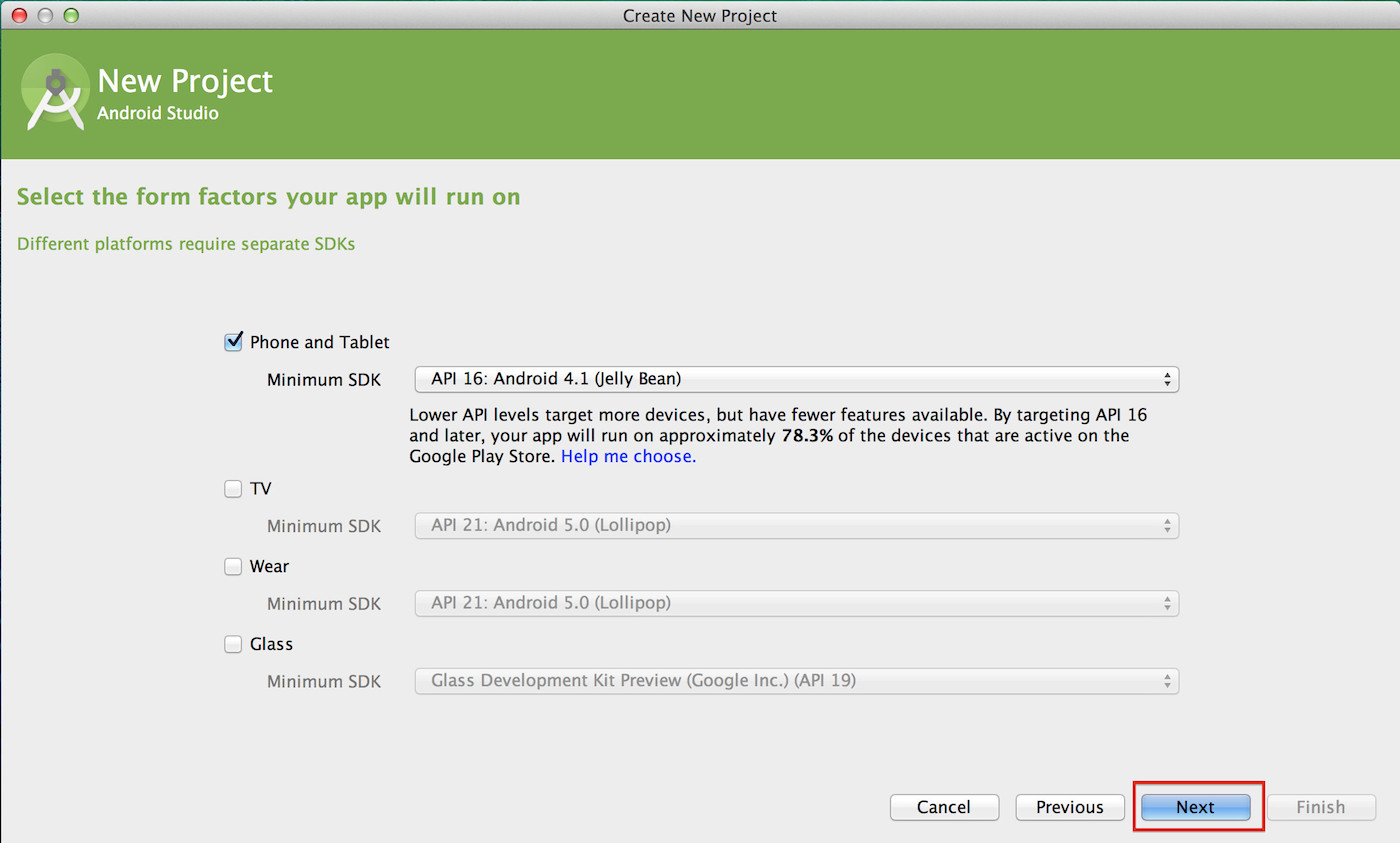 Create New Project
New Project
Android Studio
Select the form factors your app will run on
Different platforms require separate SDKs
Phone and Tablet
Minimum SDK API 16: Android 4.1 (Jelly Bean)
Lower API levels target more devices, but have fewer features available. By targeting API 16
and later, your app will run on approximately 78.3% of the devices that are active on the
Google Play Store. Help me choose.
TV
Minimum SDK API 21: Android 5.0 (Lollipop)
Wear
Minimum SDK API 21: Android 5.0 (Lollipop)
Glass
Minimum SDK Glass Development Kit Preview (Google Inc.) (API 19)
Cancel Previous Next Finish